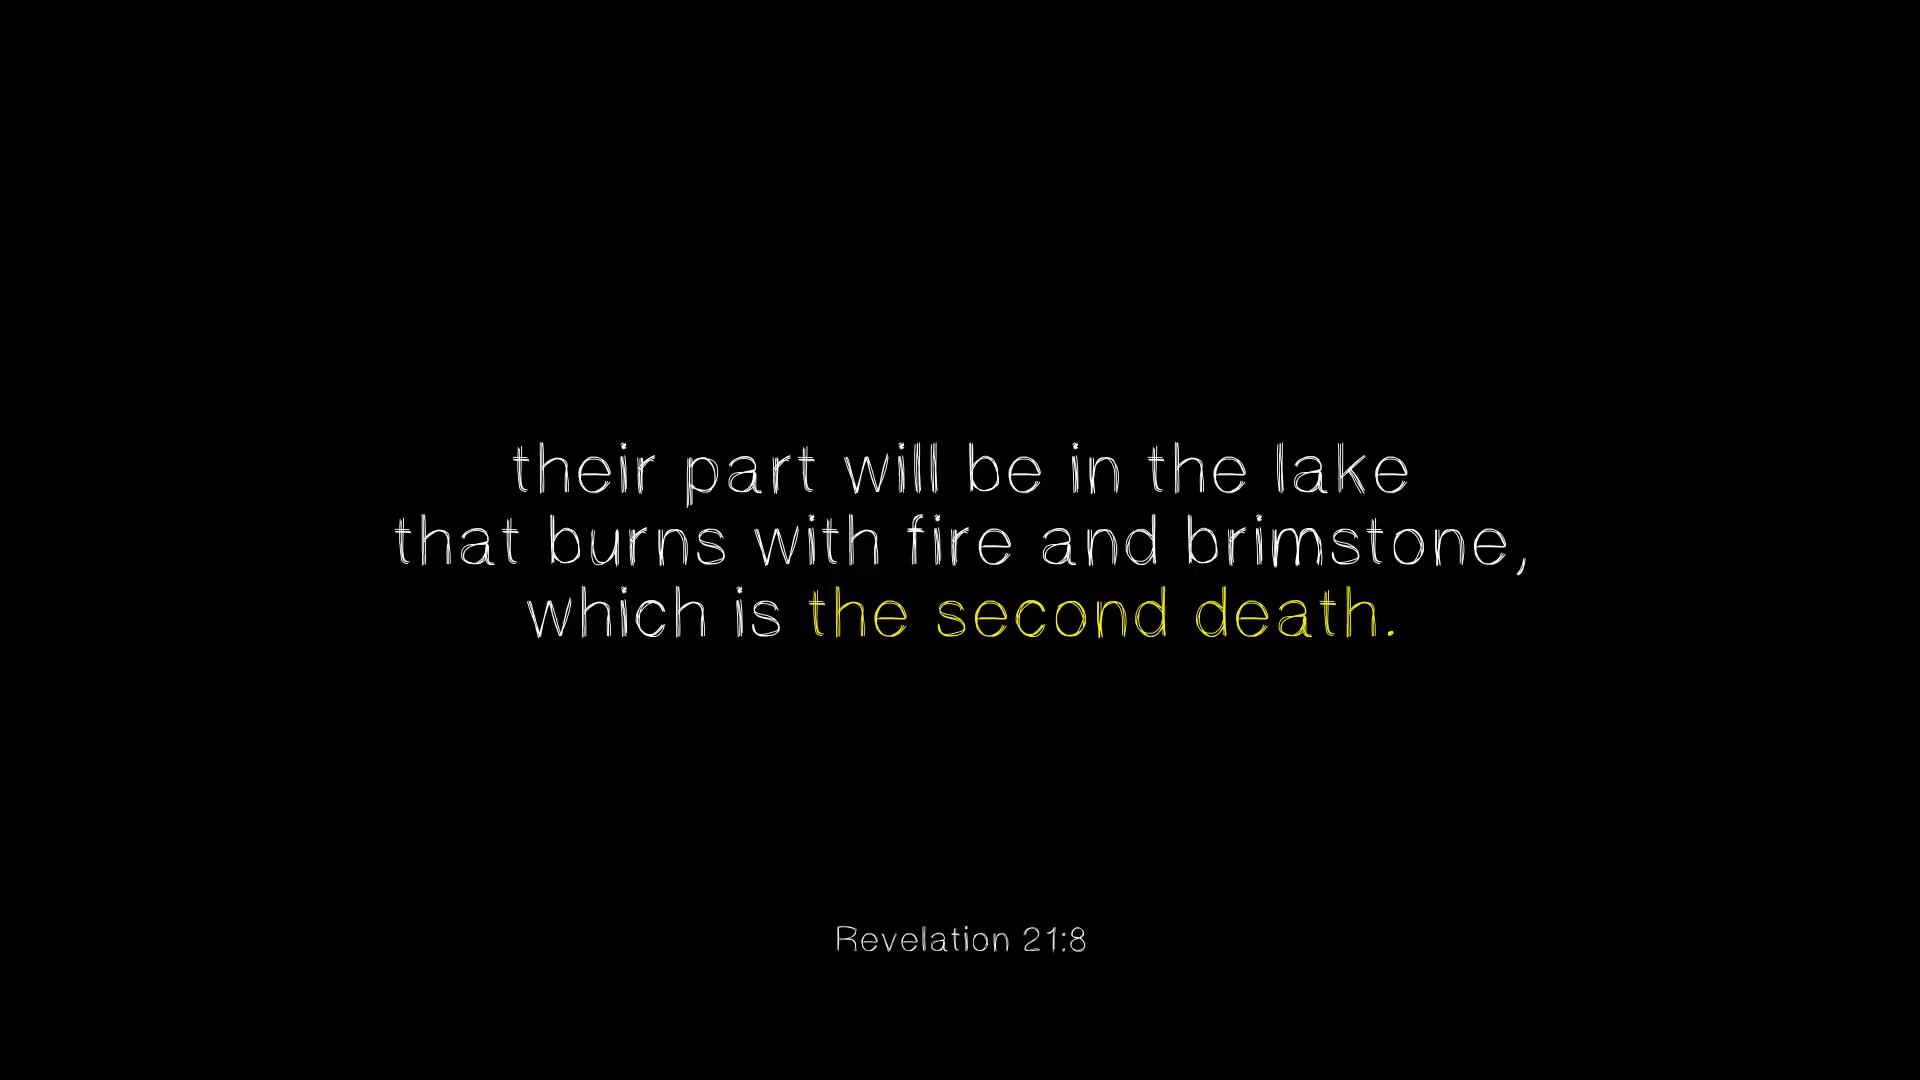 their part will be in the lake
that burns with fire and brimstone,
which is the second death.
Revelation 21:8